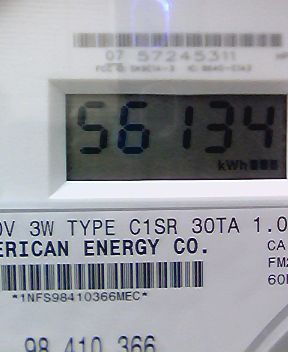 07 57245311
56134
kWh
0V 3W TYPE C1SR 30TA 1.0
ERICAN ENERGY CO.
CA
FM2
60
*1NFS98410366MEC*
98 410 366